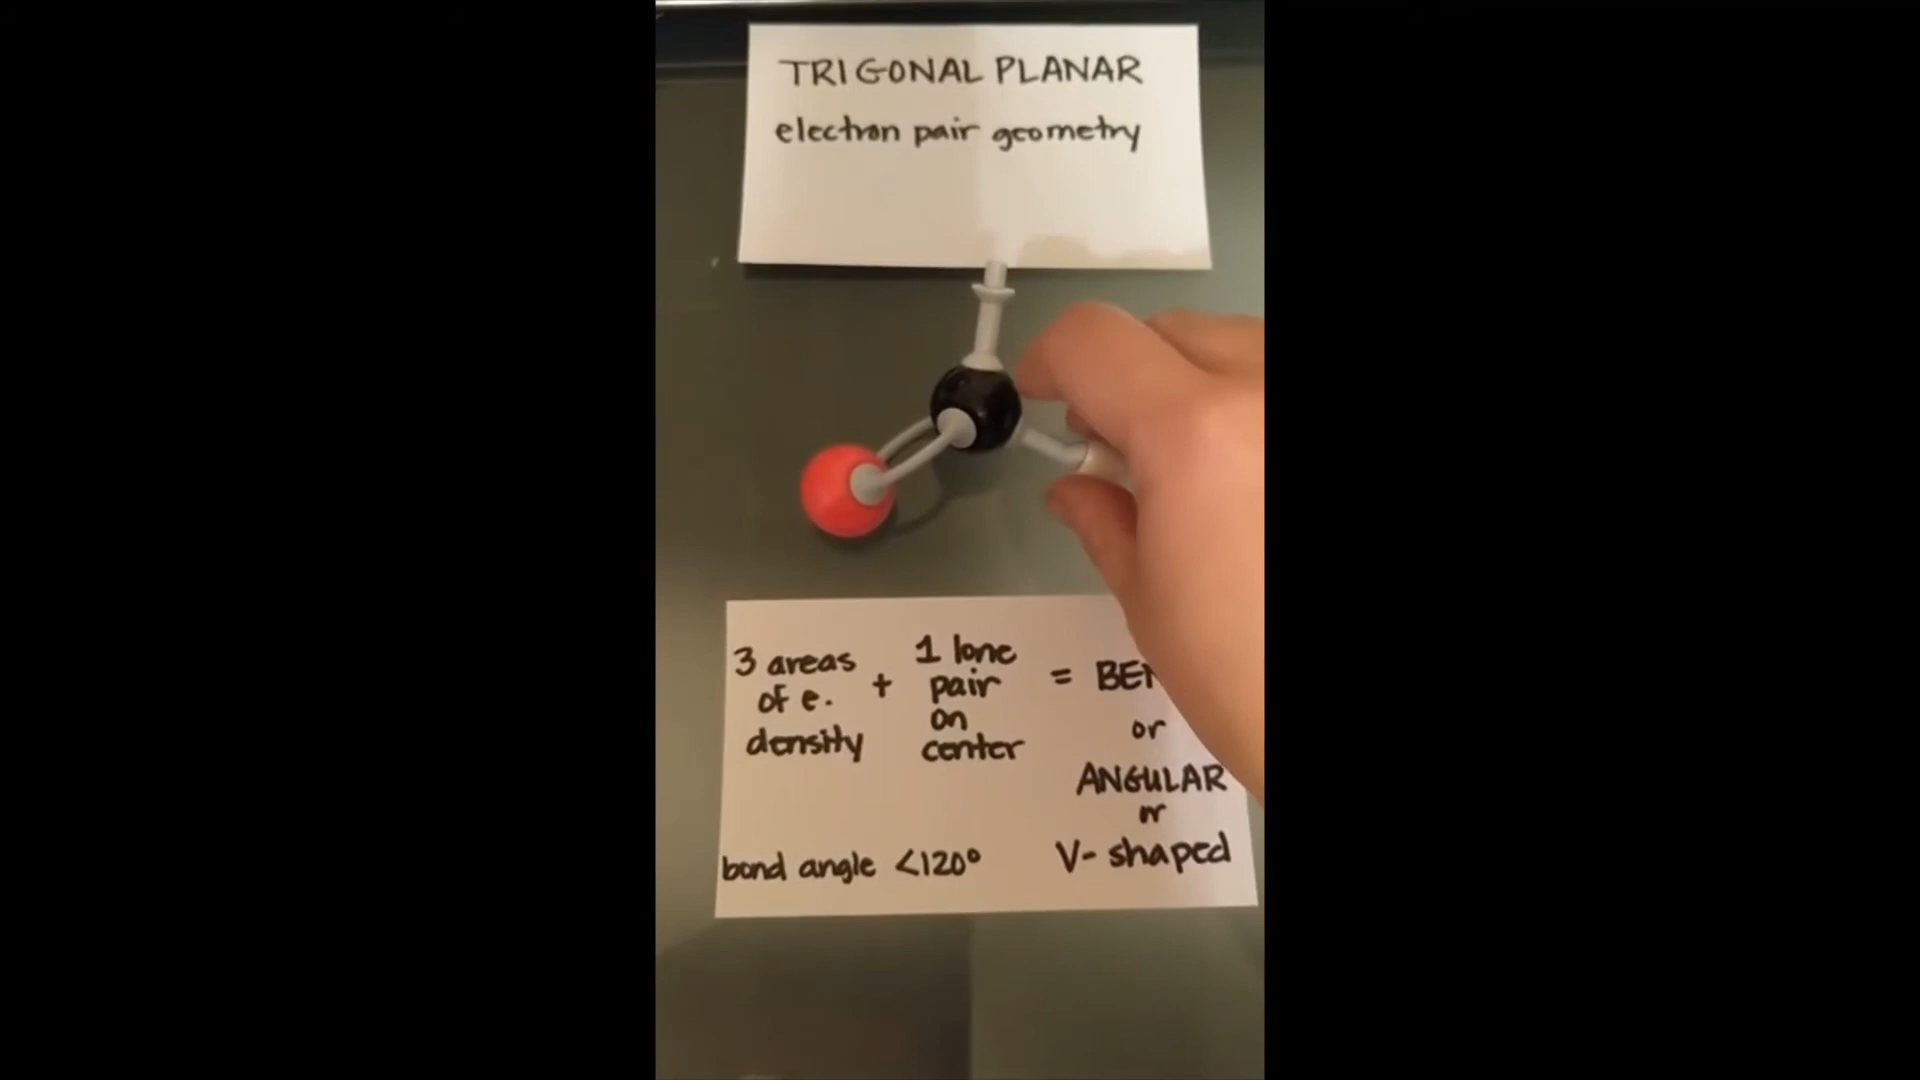 TRIGONAL PLANAR
electron pair geometry
3 areas of e. density + 1 lone pair on center =
or
ANGULAR
or
V-shaped
bond angle <120°